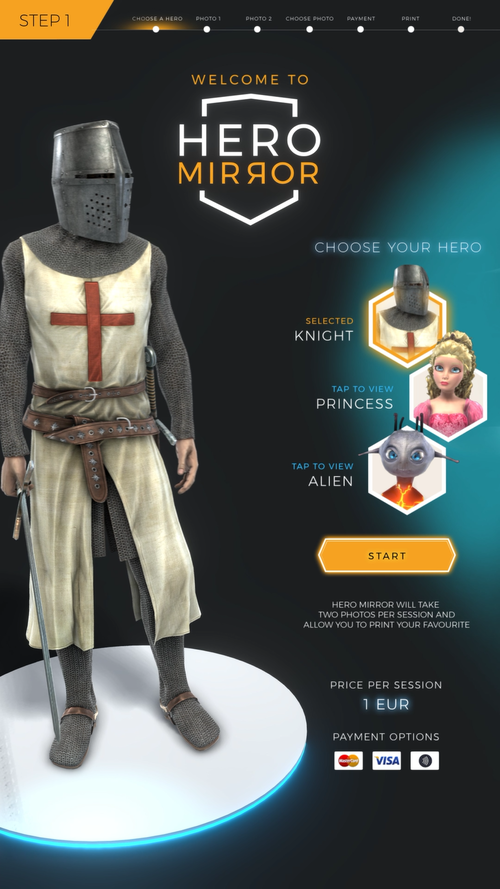 STEP 1
CHOOSE A HERO
PHOTO 1
PHOTO 2
CHOOSE PHOTO
PAYMENT
PRINT
DONE!
WELCOME TO
HERO
MIRROR
CHOOSE YOUR HERO
SELECTED
KNIGHT
TAP TO VIEW
PRINCESS
TAP TO VIEW
ALIEN
START
HERO MIRROR WILL TAKE
TWO PHOTOS PER SESSION AND
ALLOW YOU TO PRINT YOUR FAVOURITE
PRICE PER SESSION
1 EUR
PAYMENT OPTIONS
MasterCard
VISA